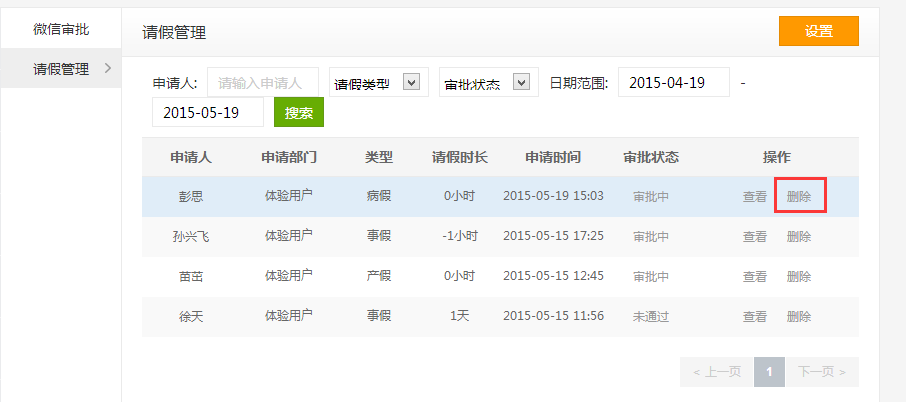 微信审批
请假管理
请假管理
设置
申请人: 请输入申请人 请假类型 审批状态 日期范围: 2015-04-19 -
2015-05-19 搜索
申请人 申请部门 类型 请假时长 申请时间 审批状态 操作
彭思 体验用户 病假 0小时 2015-05-19 15:03 审批中 查看 删除
孙兴飞 体验用户 事假 -1小时 2015-05-15 17:25 审批中 查看 删除
苗茁 体验用户 产假 0小时 2015-05-15 12:45 审批中 查看 删除
徐天 体验用户 事假 1天 2015-05-15 11:56 未通过 查看 删除
< 上一页 1 下一页 >